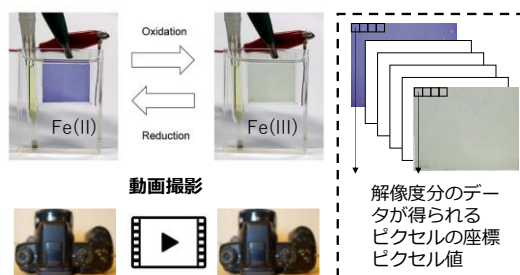 Oxidation
Fe(II)
Fe(III)
Reduction
動画撮影
解像度分のデー
タが得られる
ピクセルの座標
ピクセル値